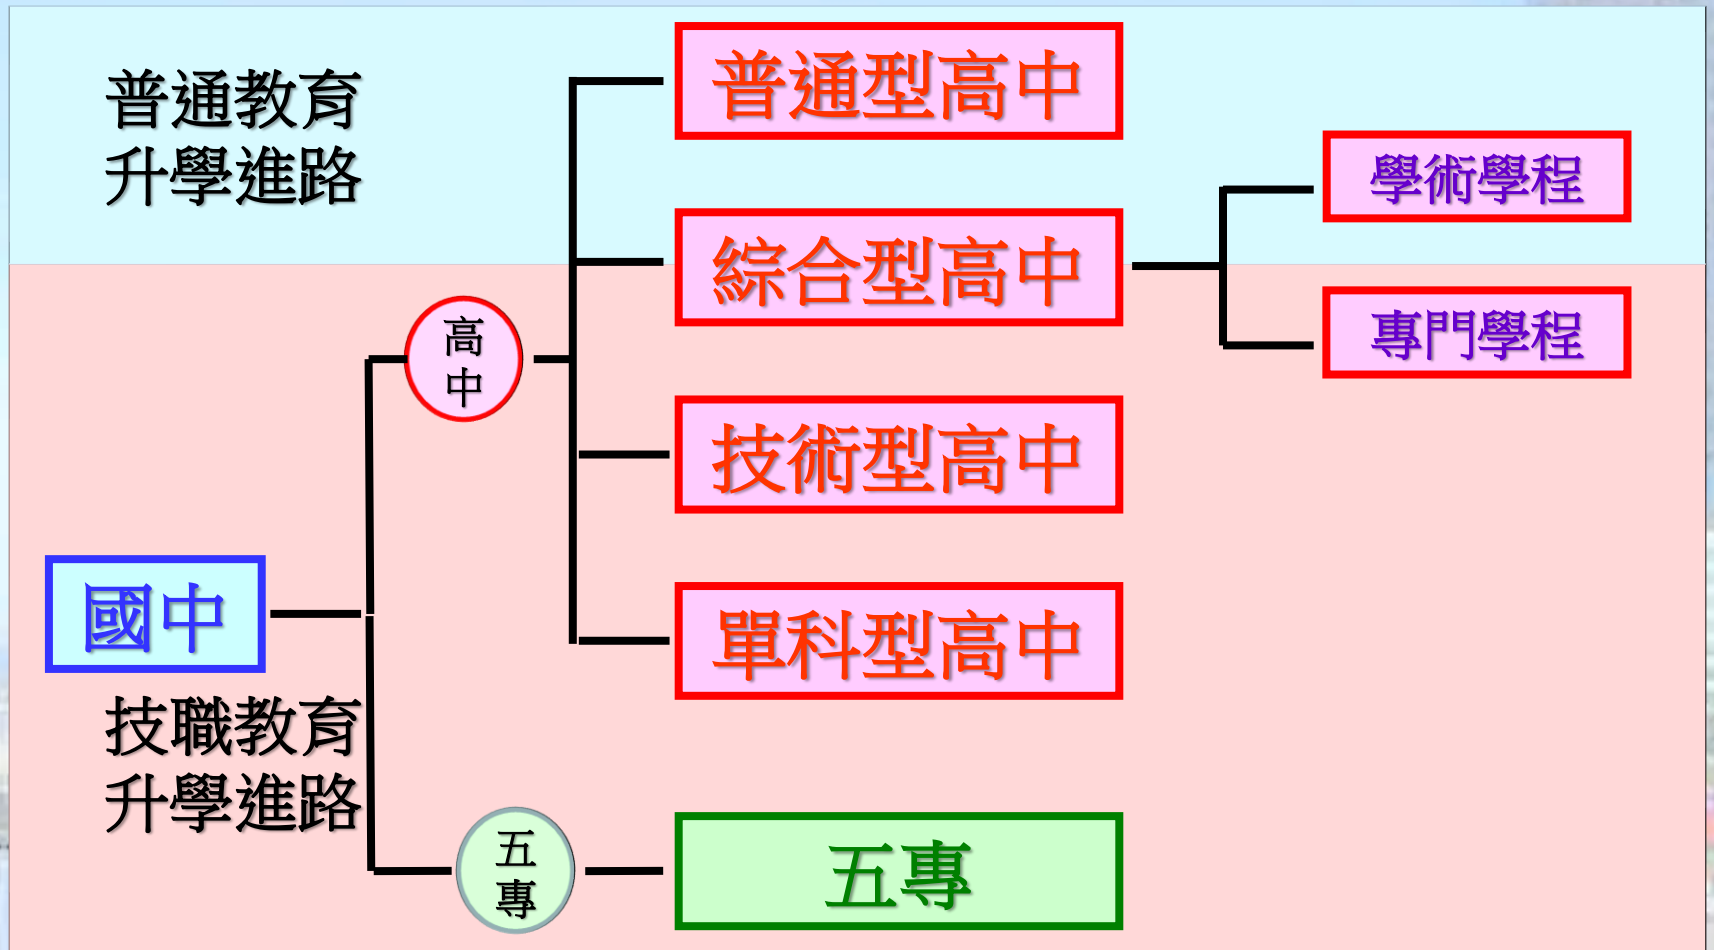 普通教育
升學進路
普通型高中
學術學程
綜合型高中
專門學程
高
中
技術型高中
國中
單科型高中
技職教育
升學進路
五
專
五專